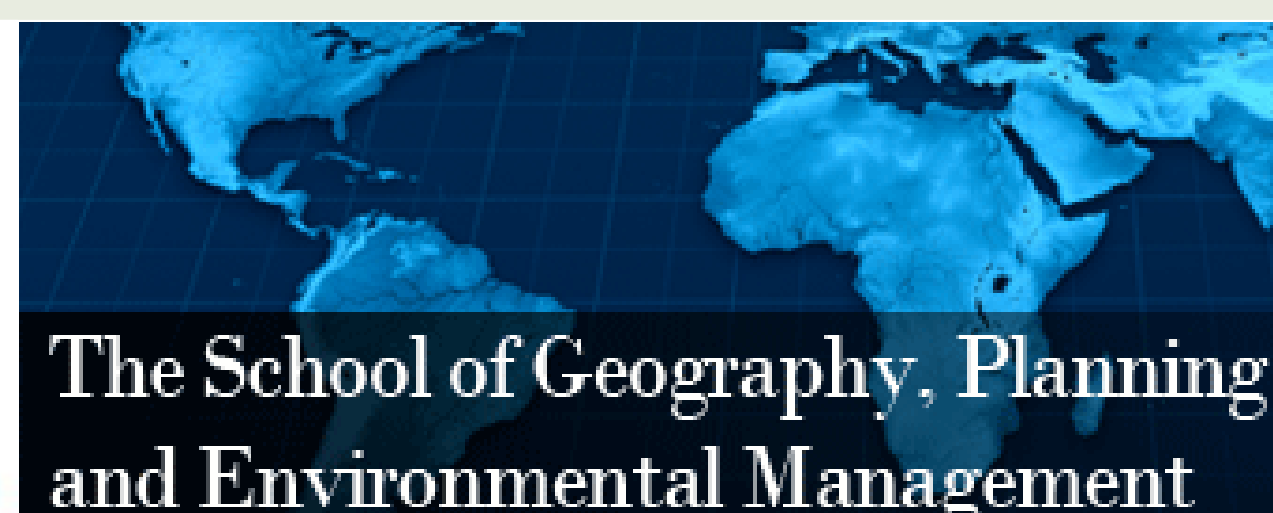 The School of Geography, Planning
and Environmental Management